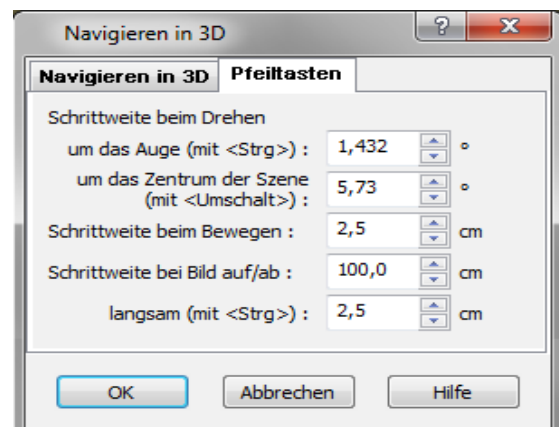 Navigieren in 3D
Navigieren in 3D Pfeiltasten
Schrittweite beim Drehen
um das Auge (mit <Strg>) : 1,432 °
um das Zentrum der Szene
(mit <Umschalt>) : 5,73 °
Schrittweite beim Bewegen : 2,5 cm
Schrittweite bei Bild auf/ab : 100,0 cm
langsam (mit <Strg>) : 2,5 cm
OK Abbrechen Hilfe